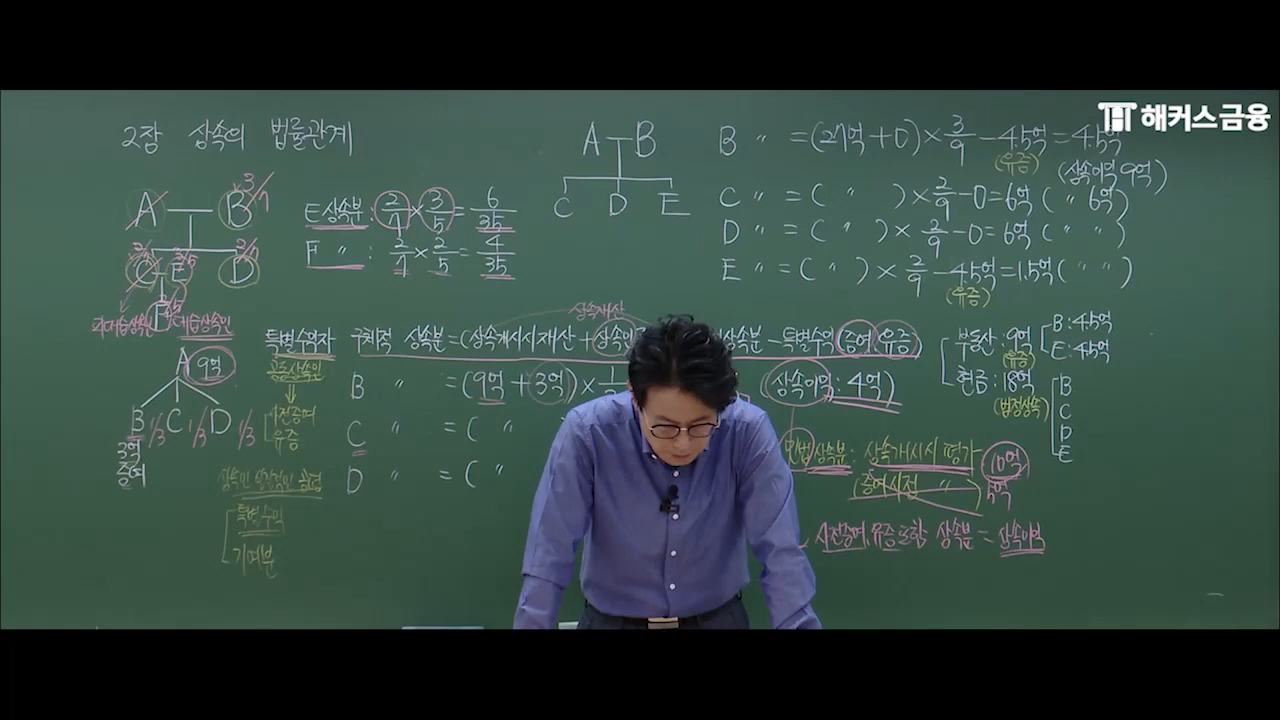 해커스금융
2장 상속의 법률관계
A B
C E D
F
3/7
2/7
E 상속분 : 2/7 × 3/5 = 6/35
F 〃 : 2/7 × 2/5 = 4/35
대습상속인
A B
C D E
B 〃 = (27억 + 0) × 3/9 - 4.5억 = 4.5억
(유증)
(상속이익 9억)
C 〃 = ( 〃 ) × 2/9 - 0 = 6억 ( 〃 6억)
D 〃 = ( 〃 ) × 2/9 - 0 = 6억 ( 〃 〃 )
E 〃 = ( 〃 ) × 2/9 - 4.5억 = 1.5억 ( 〃 〃 )
(유증)
A 9억
B 1/3 C 1/3 D 1/3
3억
증여
특별수익자
공동상속인
사전증여
유증
특별수익
기여분
상속재산
구체적 상속분 = (상속개시시 재산 + 상속인 상속분 - 특별수익 증여 유증)
B 〃 = (9억 + 3억) × 1/
(상속이익 : 4억)
C 〃 = ( 〃
D 〃 = ( 〃
부동산 : 9억
B : 4.5억
E : 4.5억
(유증)
현금 : 18억
(법정상속)
B
C
D
E
민법 상속분 : 상속개시시 평가 10억
(증여시점 〃 ) 5억
사전증여, 유증 포함 상속분 = 상속이익